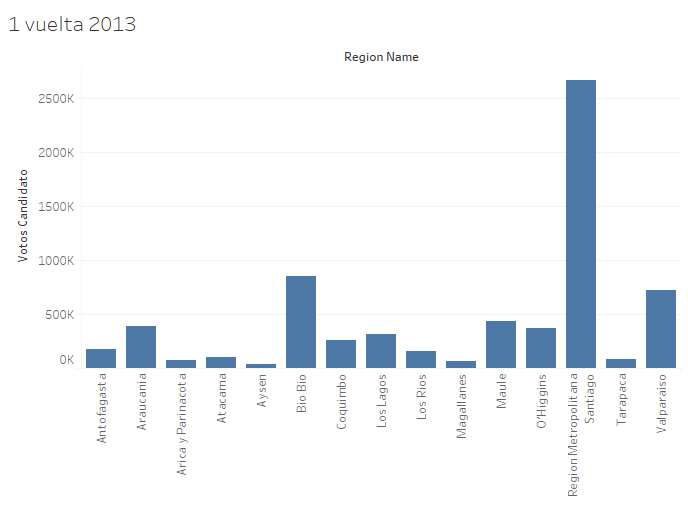 1 vuelta 2013
Region Name
Votos Candidato
2500K
2000K
1500K
1000K
500K
0K
Antofagasta
Araucania
Arica y Parinacota
Atacama
Aysen
Bio Bio
Coquimbo
Los Lagos
Los Rios
Magallanes
Maule
O'Higgins
Region Metropolitana
Santiago
Tarapaca
Valparaiso